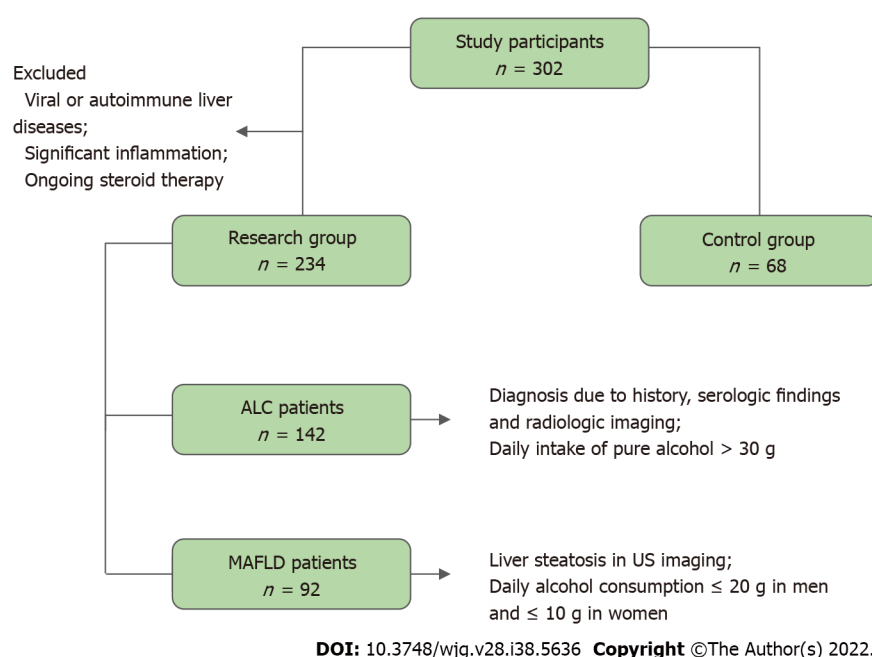 Study participants
n = 302
Excluded
Viral or autoimmune liver
diseases;
Significant inflammation;
Ongoing steroid therapy
Research group
n = 234
Control group
n = 68
ALC patients
n = 142
Diagnosis due to history, serologic findings
and radiologic imaging;
Daily intake of pure alcohol > 30 g
MAFLD patients
n = 92
Liver steatosis in US imaging;
Daily alcohol consumption ≤ 20 g in men
and ≤ 10 g in women
DOI: 10.3748/wjg.v28.i38.5636 Copyright ©The Author(s) 2022.